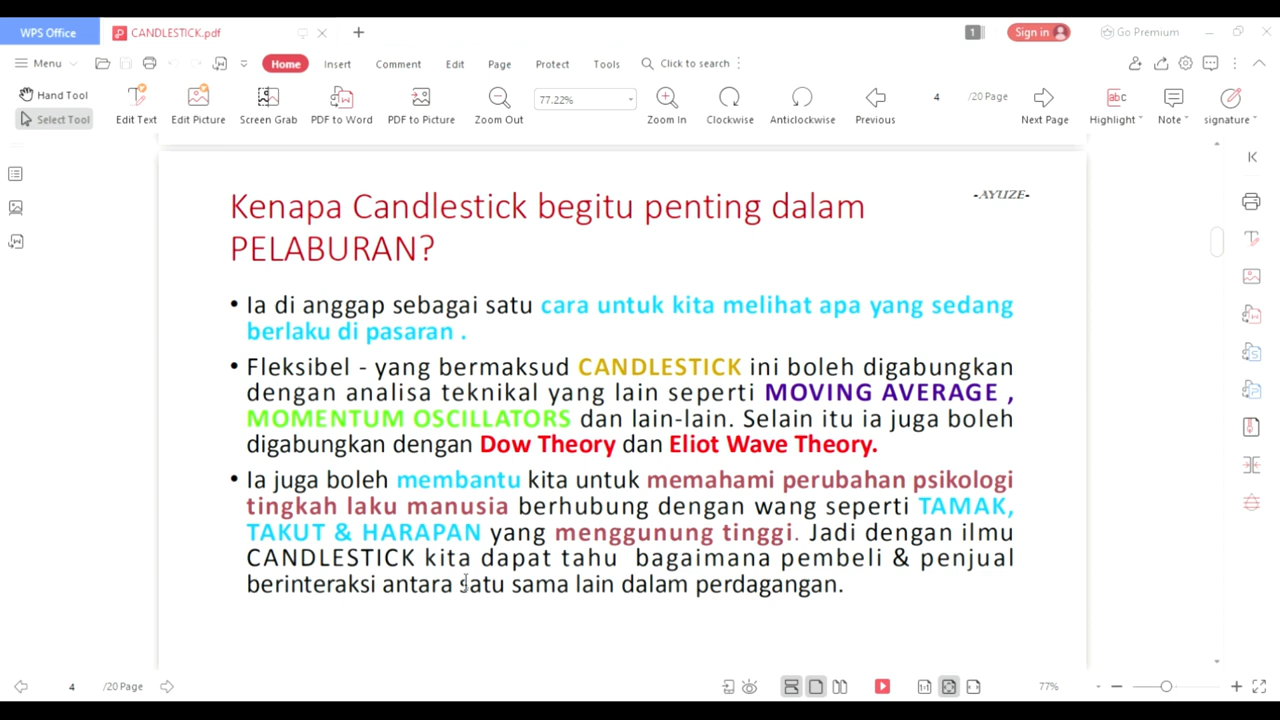 WPS Office
CANDLESTICK.pdf
1
Sign in
Go Premium
Menu
Home
Insert
Comment
Edit
Page
Protect
Tools
Click to search
Hand Tool
Select Tool
Edit Text
Edit Picture
Screen Grab
PDF to Word
PDF to Picture
Zoom Out
77.22%
Zoom In
Clockwise
Anticlockwise
Previous
4
/20 Page
Next Page
Highlight
Note
signature
Kenapa Candlestick begitu penting dalam
PELABURAN?
-AYUZE-
• Ia di anggap sebagai satu cara untuk kita melihat apa yang sedang
berlaku di pasaran .
• Fleksibel - yang bermaksud CANDLESTICK ini boleh digabungkan
dengan analisa teknikal yang lain seperti MOVING AVERAGE ,
MOMENTUM OSCILLATORS dan lain-lain. Selain itu ia juga boleh
digabungkan dengan Dow Theory dan Eliot Wave Theory.
• Ia juga boleh membantu kita untuk memahami perubahan psikologi
tingkah laku manusia berhubung dengan wang seperti TAMAK,
TAKUT & HARAPAN yang menggunung tinggi. Jadi dengan ilmu
CANDLESTICK kita dapat tahu bagaimana pembeli & penjual
berinteraksi antara satu sama lain dalam perdagangan.
4
/20 Page
77%